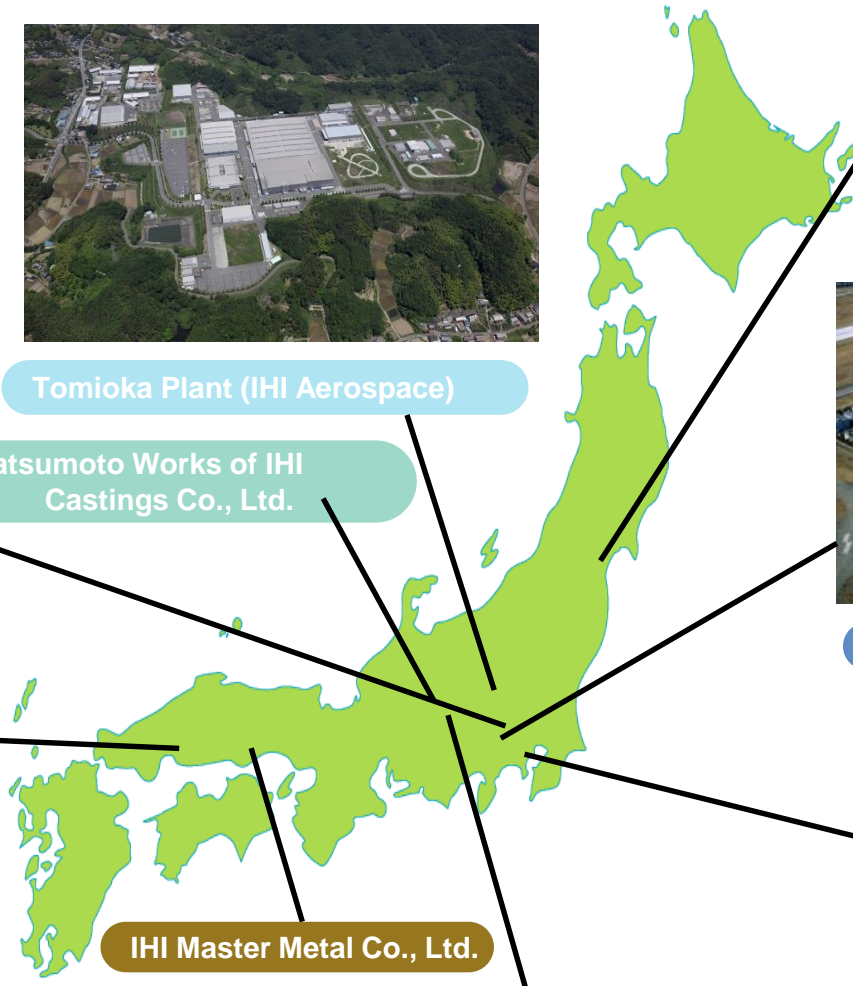 Tomioka Plant (IHI Aerospace)
atsumoto Works of IHI
Castings Co., Ltd.
IHI Master Metal Co., Ltd.